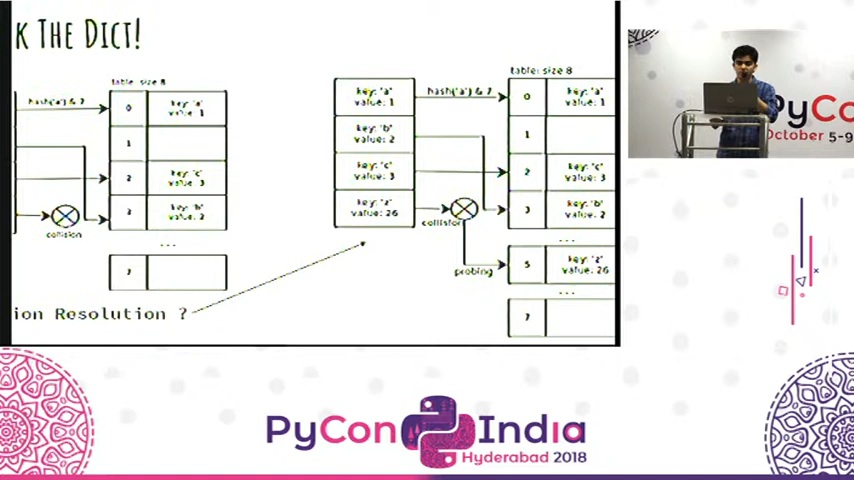 k The Dict!
table: size 8
hash('a') & 7
0
key: 'a'
value: 1
1
2
key: 'c'
value: 3
3
key: 'b'
value: 2
collision
...
7
ion Resolution ?
key: 'a'
value: 1
key: 'b'
value: 2
key: 'c'
value: 3
key: 'z'
value: 26
hash('a') & 7
collision
probing
table: size 8
0
key: 'a'
value: 1
1
2
key: 'c'
value: 3
3
key: 'b'
value: 2
...
5
key: 'z'
value: 26
...
7
PyCo
October 5-9
PyCon India
Hyderabad 2018